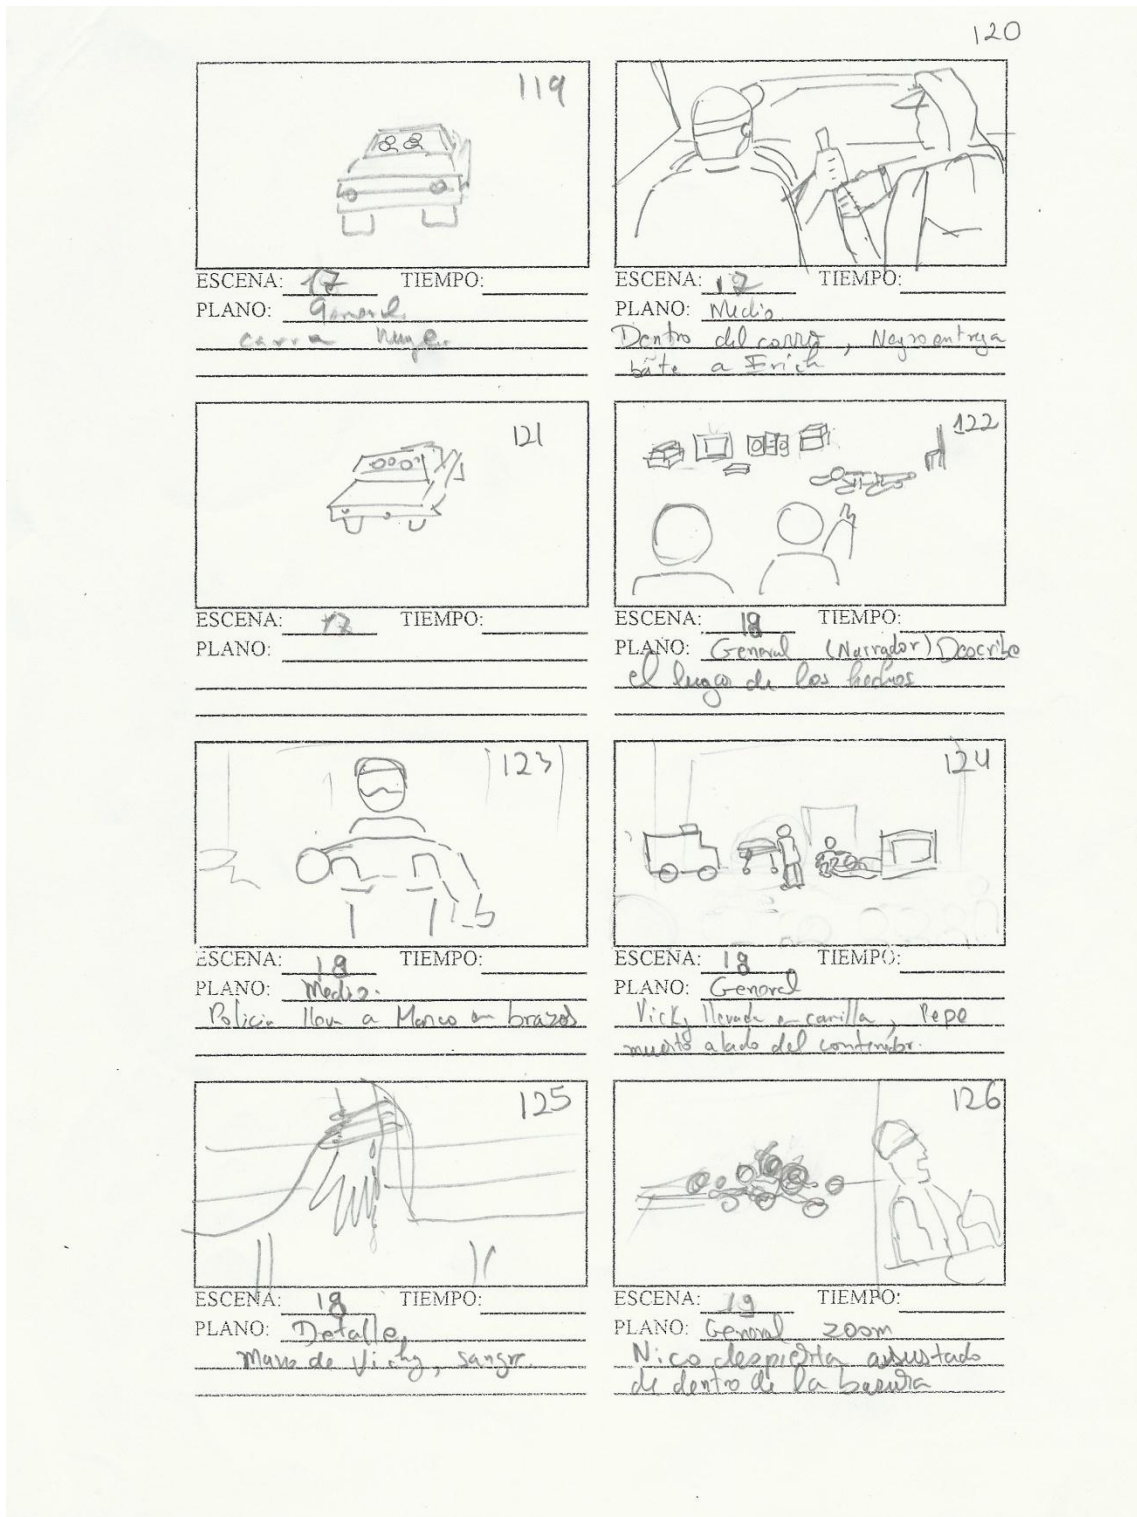 120
119
ESCENA: 17 TIEMPO:
PLANO: General
carro huye
ESCENA: 17 TIEMPO:
PLANO: Medio
Dentro del carro, Negro entrega
bate a Erich
121
ESCENA: 17 TIEMPO:
PLANO:
122
ESCENA: 18 TIEMPO:
PLANO: General (Narrador) Describe
el lugar de los hechos
123
ESCENA: 18 TIEMPO:
PLANO: Medio.
Policia lleva a Marco en brazos
124
ESCENA: 18 TIEMPO:
PLANO: General
Vicky llevada en camilla, Pepe
muerto alado del contenedor.
125
ESCENA: 18 TIEMPO:
PLANO: Detalle
Mano de Vicky, sangre
126
ESCENA: 19 TIEMPO:
PLANO: General zoom
Nico despierta asustado
de dentro de la basura